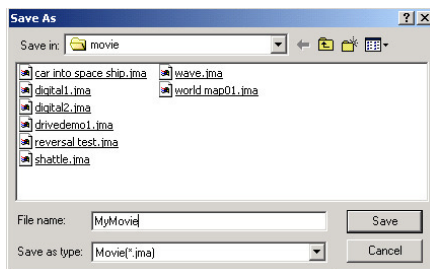 Save As
Save in: movie
car into space ship.jma
digital1.jma
digital2.jma
drivedemo1.jma
reversal test.jma
shattle.jma
wave.jma
world map01.jma
File name: MyMovie
Save
Save as type: Movie(*.jma)
Cancel